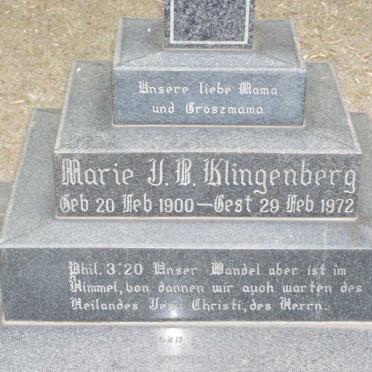 Unsere liebe Mama
und Groszmama
Marie J. B. Klingenberg
Geb 20 Feb 1900 — Gest 29 Feb 1972
Phil. 3:20 Unser Wandel aber ist im
Himmel, von dannen wir auch warten des
Heilandes Jesu Christi, des Herrn.